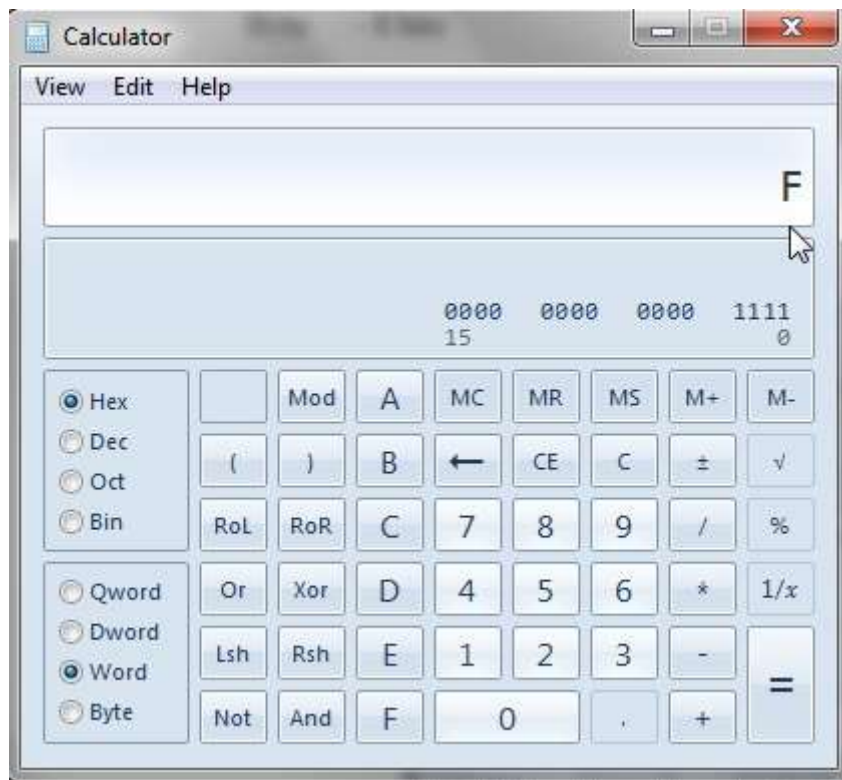 Calculator
View Edit Help
F
0000 0000 0000 1111
15 0
Hex Mod A MC MR MS M+ M-
Dec
( ) B ← CE C ± √
Oct
Bin RoL RoR C 7 8 9 / %
Qword Or Xor D 4 5 6 * 1/x
Dword
Lsh Rsh E 1 2 3 - =
Word
Byte Not And F 0 . +